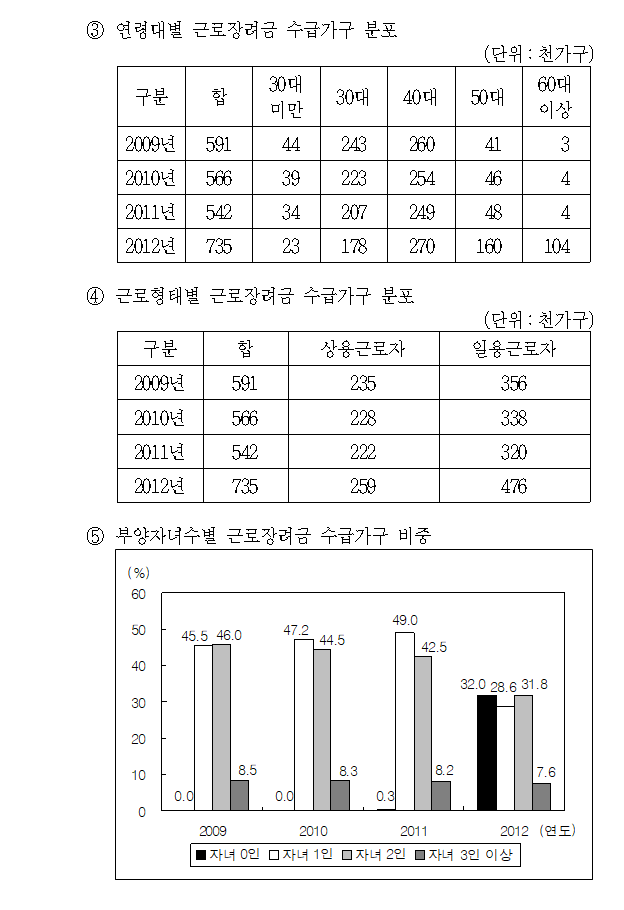 ③ 연령대별 근로장려금 수급가구 분포
(단위 : 천가구)
구분 합 30대 미만 30대 40대 50대 60대 이상
2009년 591 44 243 260 41 3
2010년 566 39 223 254 46 4
2011년 542 34 207 249 48 4
2012년 735 23 178 270 160 104
④ 근로형태별 근로장려금 수급가구 분포
(단위 : 천가구)
구분 합 상용근로자 일용근로자
2009년 591 235 356
2010년 566 228 338
2011년 542 222 320
2012년 735 259 476
⑤ 부양자녀수별 근로장려금 수급가구 비중
(%)
60
50
40
30
20
10
0
0.0 45.5 46.0 8.5
0.0 47.2 44.5 8.3
0.3 49.0 42.5 8.2
32.0 28.6 31.8 7.6
2009 2010 2011 2012 (연도)
자녀 0인 자녀 1인 자녀 2인 자녀 3인 이상